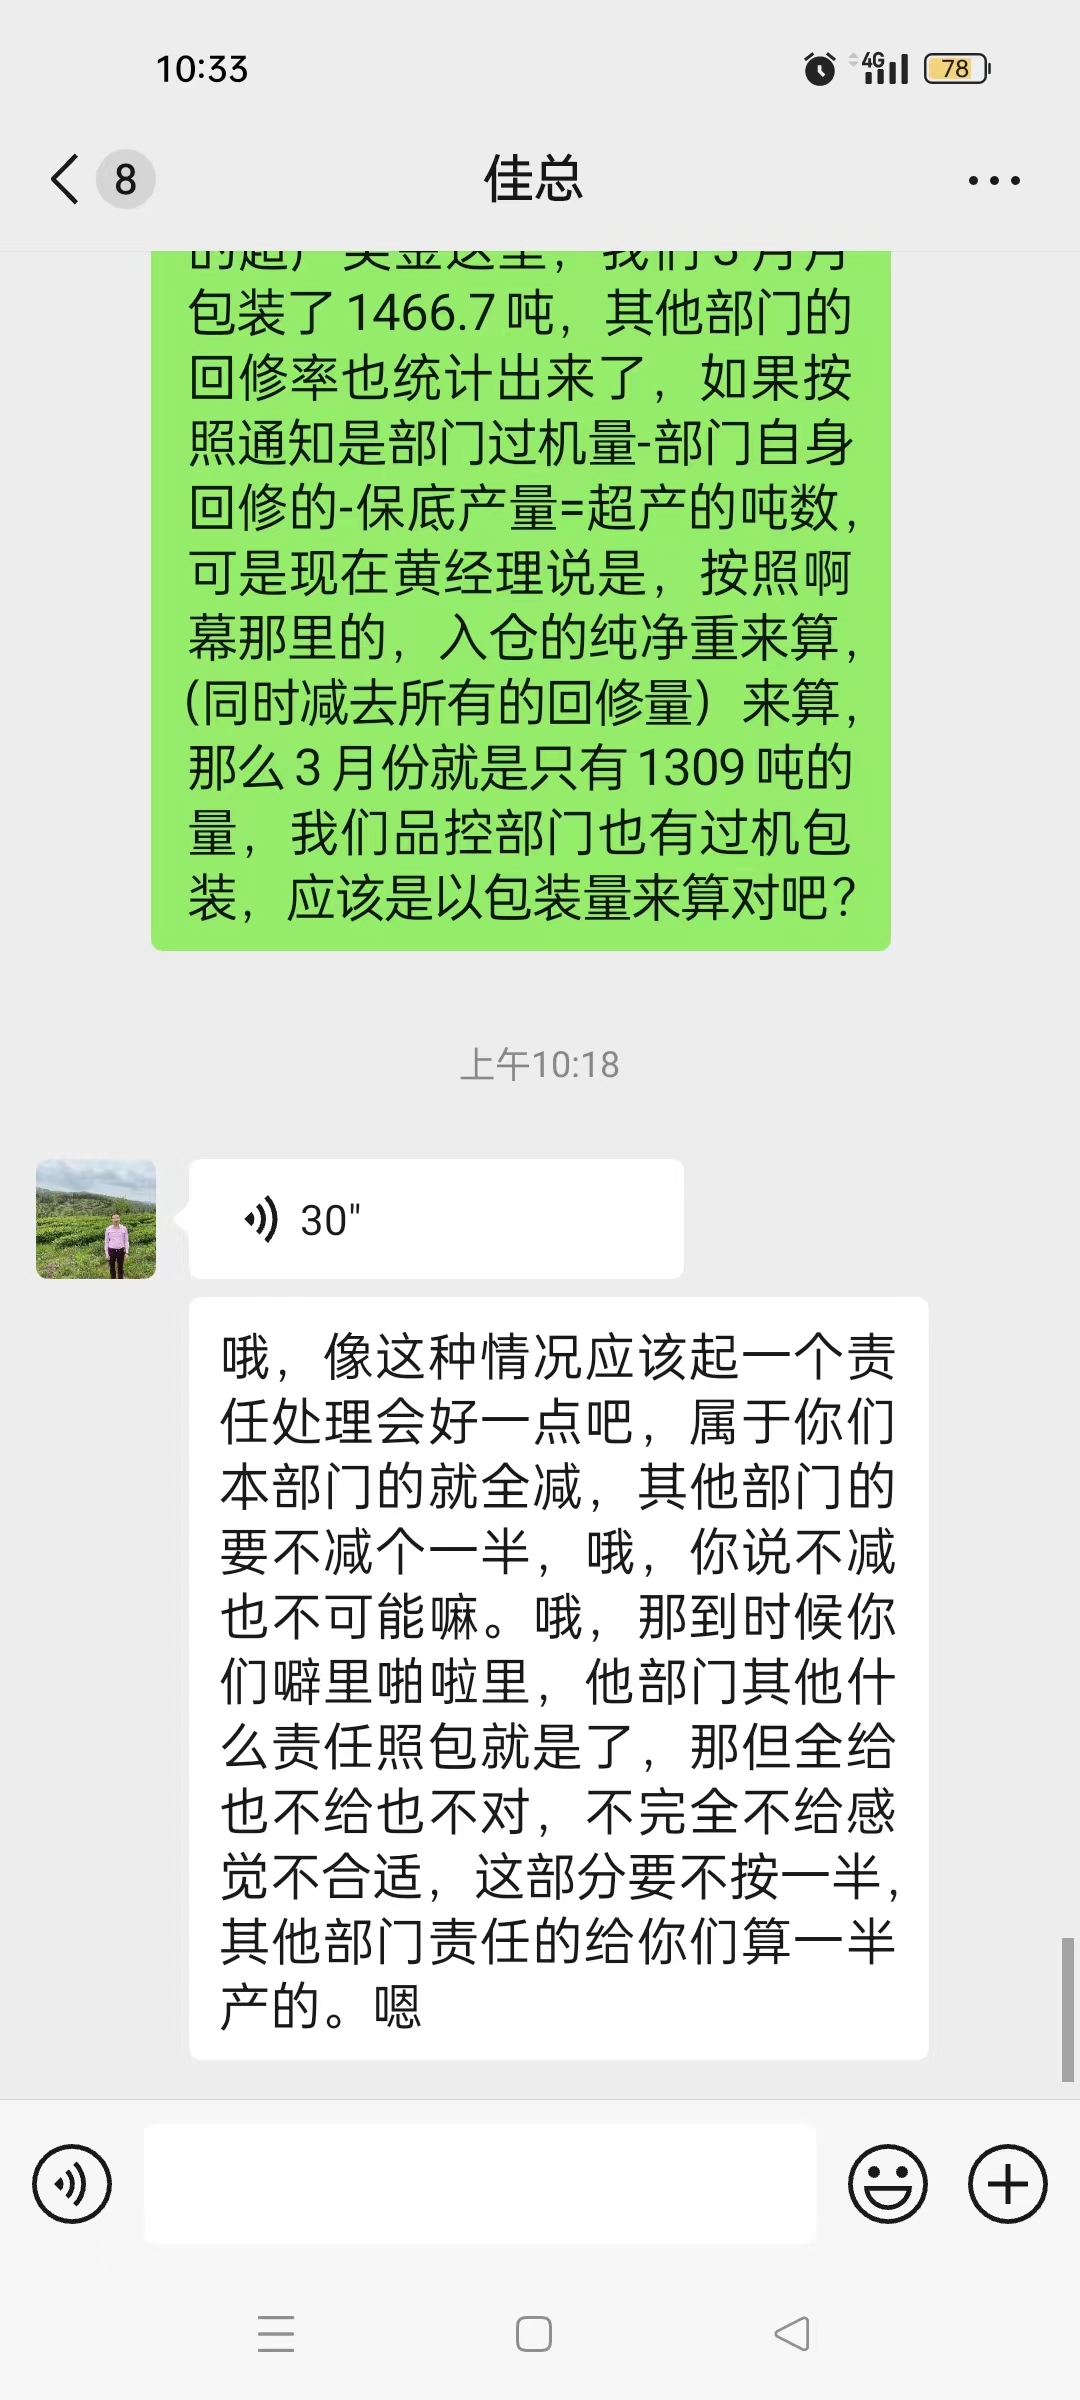 10:33
4G
78
8
佳总
包装了1466.7吨，其他部门的
回修率也统计出来了，如果按
照通知是部门过机量-部门自身
回修的-保底产量=超产的吨数，
可是现在黄经理说是，按照啊
幕那里的，入仓的纯净重来算，
(同时减去所有的回修量）来算，
那么3月份就是只有1309吨的
量，我们品控部门也有过机包
装，应该是以包装量来算对吧？
上午10:18
30"
哦，像这种情况应该起一个责
任处理会好一点吧，属于你们
本部门的就全减，其他部门的
要不减个一半，哦，你说不减
也不可能嘛。哦，那到时候你
们噼里啪啦里，他部门其他什
么责任照包就是了，那但全给
也不给也不对，不完全不给感
觉不合适，这部分要不按一半，
其他部门责任的给你们算一半
产的。嗯